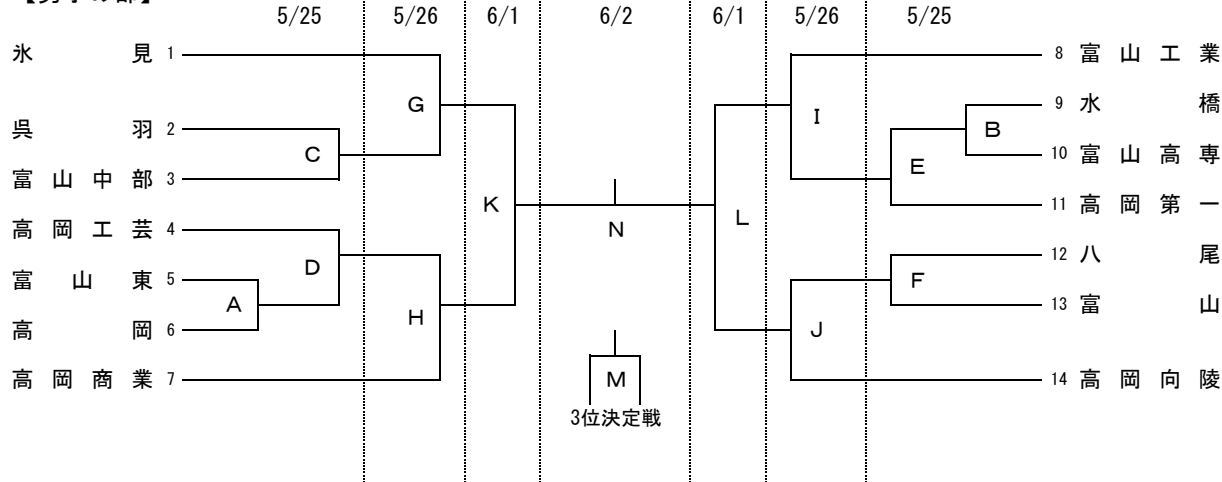 5/25 5/26 6/1 6/2 6/1 5/26 5/25
氷見 1
8 富山工業
G
9 水橋
I
呉羽 2
B
C
10 富山高専
E
富山中部 3
K
11 高岡第一
L
高岡工芸 4
N
12 八尾
D
富山東 5
F
A
13 富山
H
高岡 6
J
高岡商業 7
M
14 高岡向陵
3位決定戦